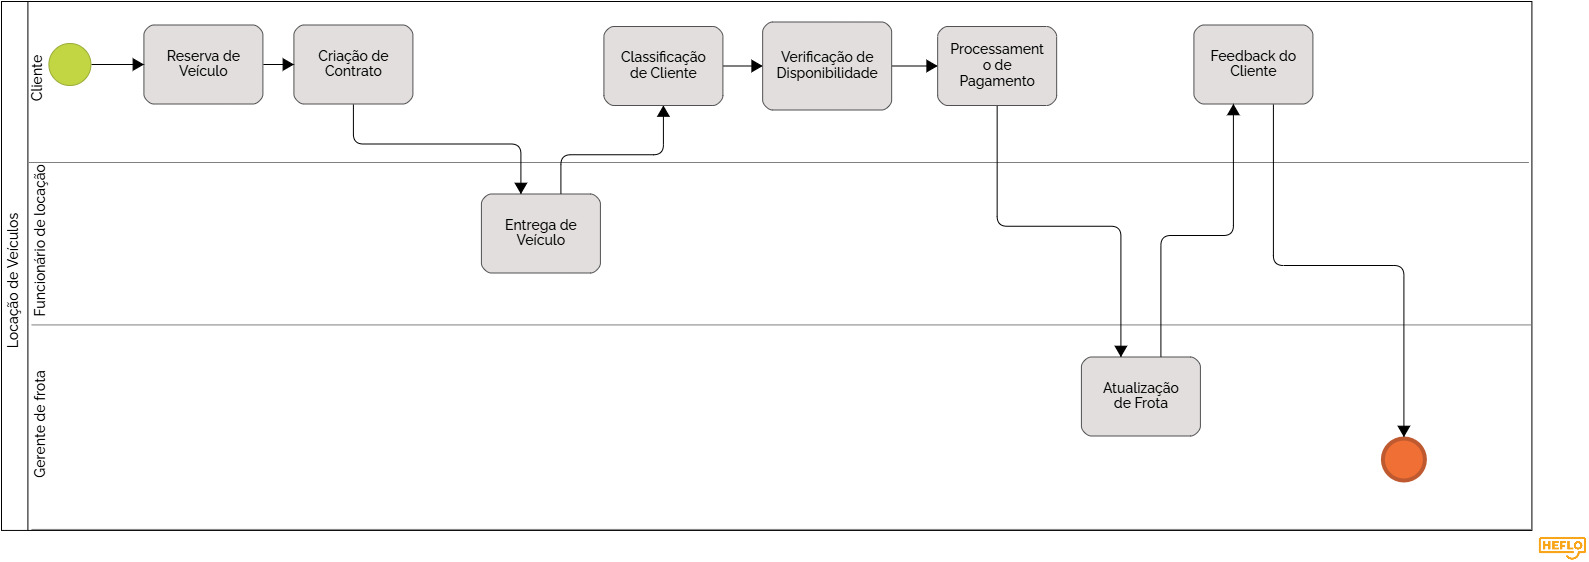 Locação de Veículos
Cliente
Reserva de
Veículo
Criação de
Contrato
Classificação
de Cliente
Verificação de
Disponibilidade
Processament
o de
Pagamento
Feedback do
Cliente
Funcionário de locação
Entrega de
Veículo
Gerente de frota
Atualização
de Frota
HEFLO